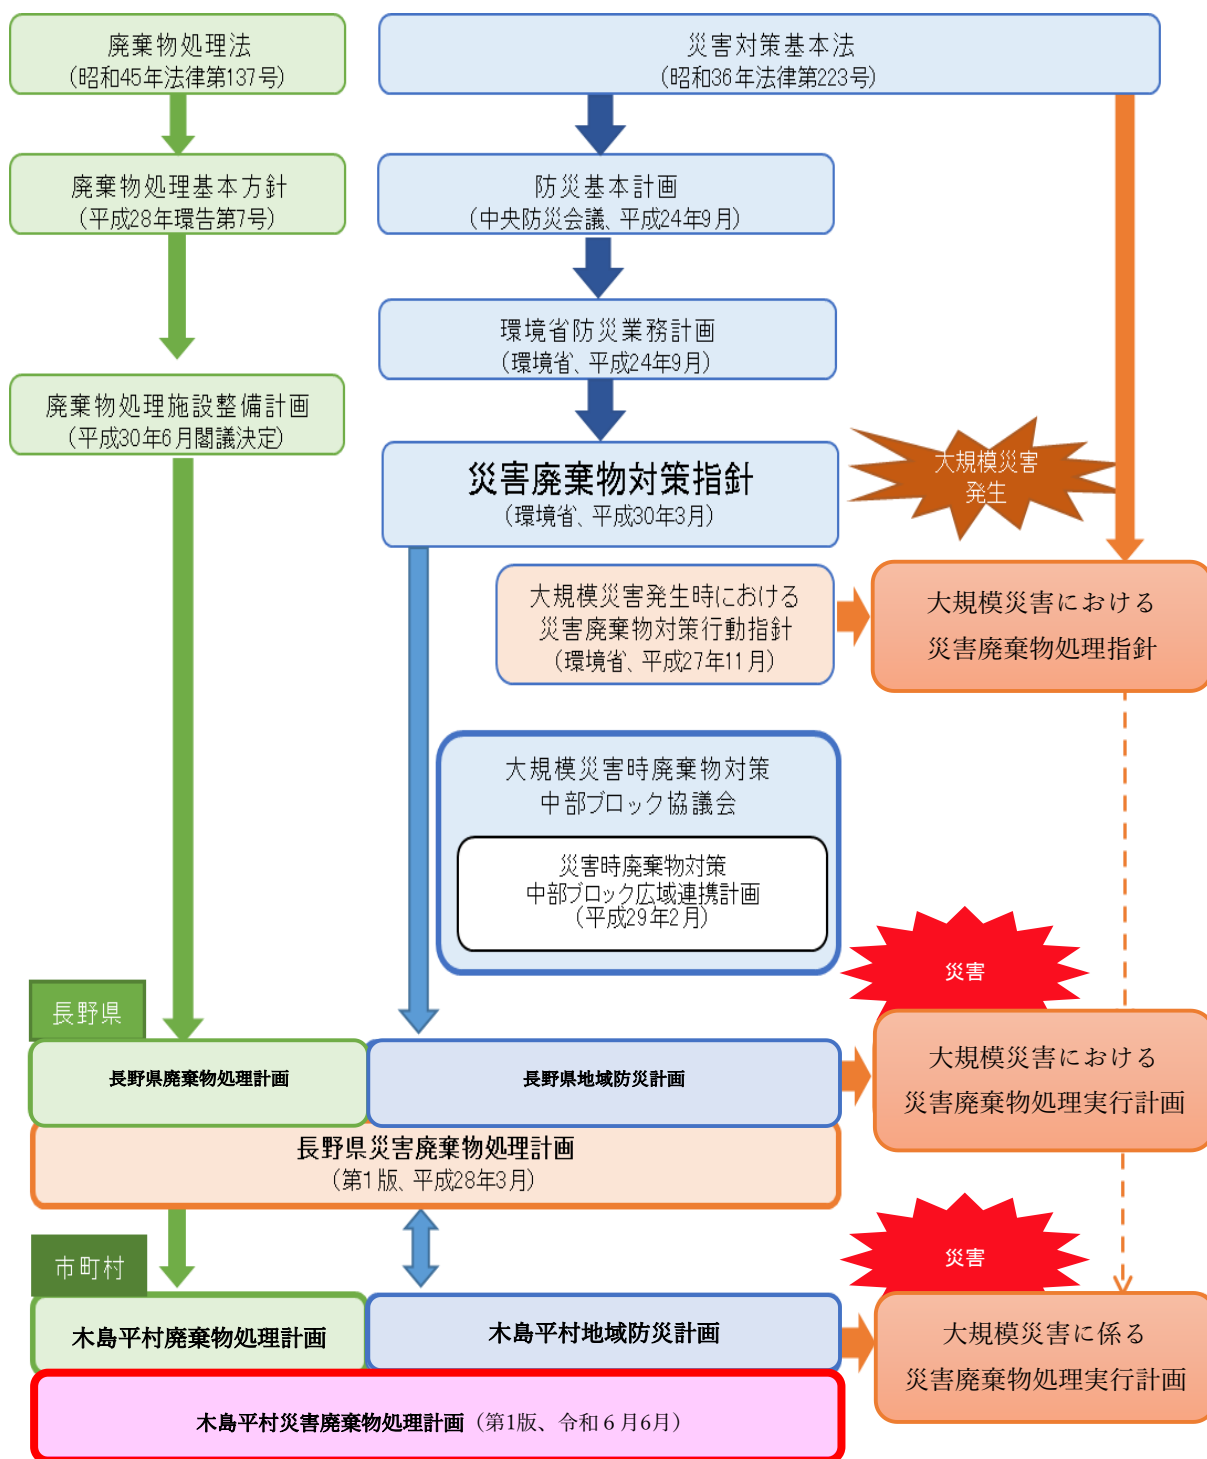 廃棄物処理法
（昭和45年法律第137号）
災害対策基本法
（昭和36年法律第223号）
廃棄物処理基本方針
（平成28年環告第7号）
防災基本計画
（中央防災会議、平成24年9月）
環境省防災業務計画
（環境省、平成24年9月）
廃棄物処理施設整備計画
（平成30年6月閣議決定）
災害廃棄物対策指針
（環境省、平成30年3月）
大規模災害
発生
大規模災害発生時における
災害廃棄物対策行動指針
（環境省、平成27年11月）
大規模災害における
災害廃棄物処理指針
大規模災害時廃棄物対策
中部ブロック協議会
災害時廃棄物対策
中部ブロック広域連携計画
（平成29年2月）
災害
長野県
長野県廃棄物処理計画
長野県地域防災計画
大規模災害における
災害廃棄物処理実行計画
長野県災害廃棄物処理計画
（第1版、平成28年3月）
災害
市町村
木島平村廃棄物処理計画
木島平村地域防災計画
大規模災害に係る
災害廃棄物処理実行計画
木島平村災害廃棄物処理計画（第1版、令和６月6月）